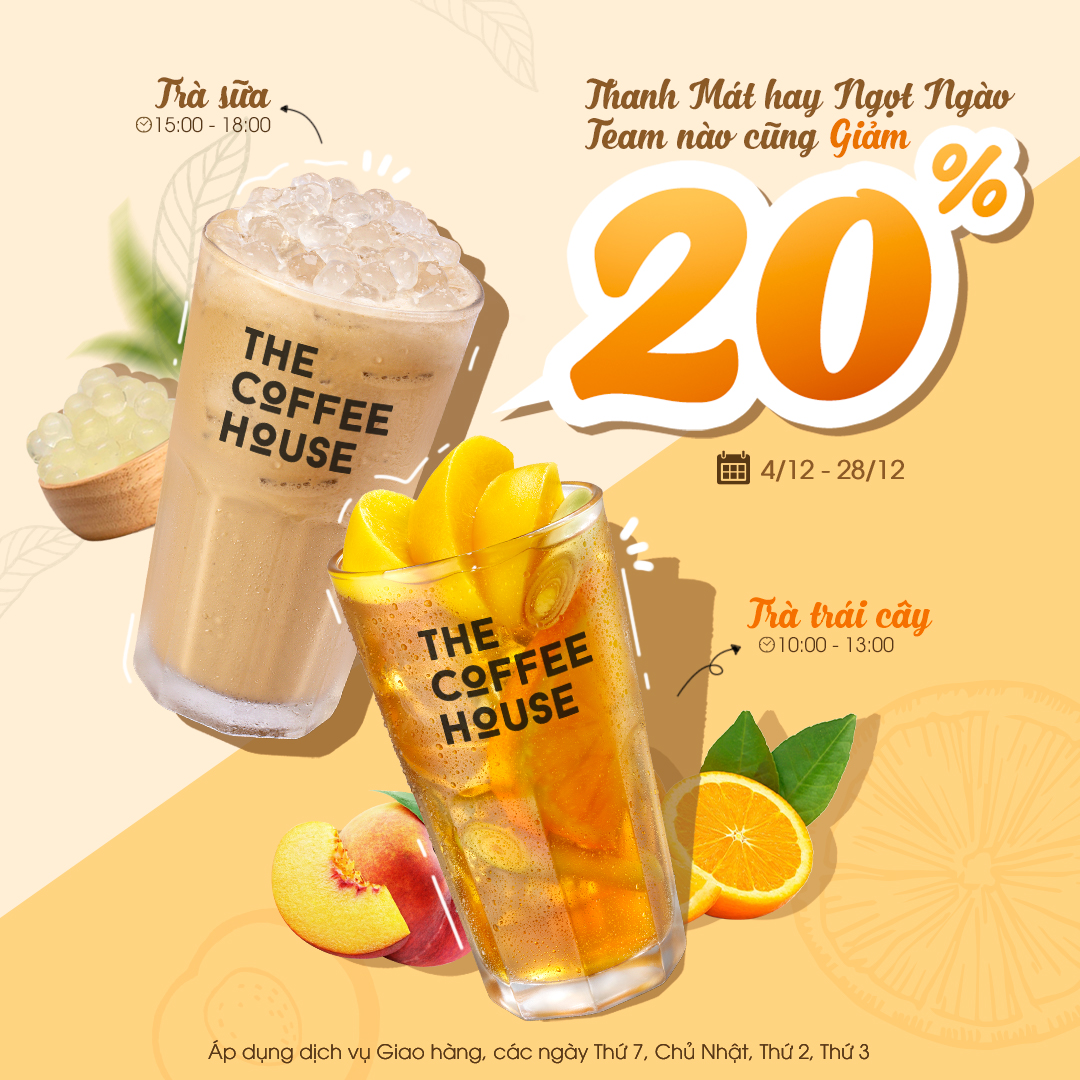 Trà sữa
15:00 - 18:00
Thanh Mát hay Ngọt Ngào
Team nào cũng Giảm
20%
4/12 - 28/12
THE
COFFEE
HOUSE
THE
COFFEE
HOUSE
Trà trái cây
10:00 - 13:00
Áp dụng dịch vụ Giao hàng, các ngày Thứ 7, Chủ Nhật, Thứ 2, Thứ 3